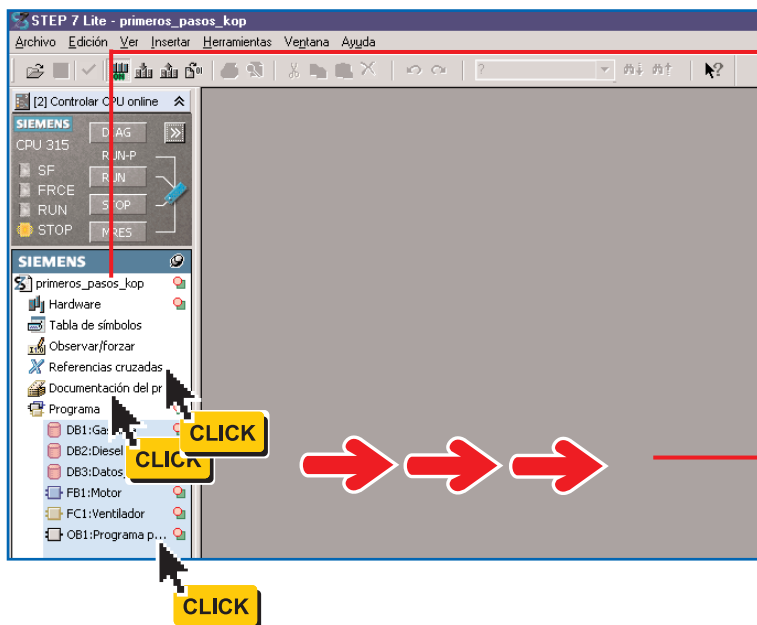 STEP 7 Lite - primeros_pasos_kop
Archivo Edición Ver Insertar Herramientas Ventana Ayuda
?
[2] Controlar CPU online
SIEMENS
CPU 315
DIAG
RUN-P
SF
RUN
FRCE
RUN
STOP
STOP
MRES
SIEMENS
primeros_pasos_kop
Hardware
Tabla de símbolos
Observar/forzar
Referencias cruzadas
Documentación del pr
Programa
CLICK
DB1:Gas
DB2:Diesel
CLICK
DB3:Datos_
FB1:Motor
FC1:Ventilador
OB1:Programa p...
CLICK